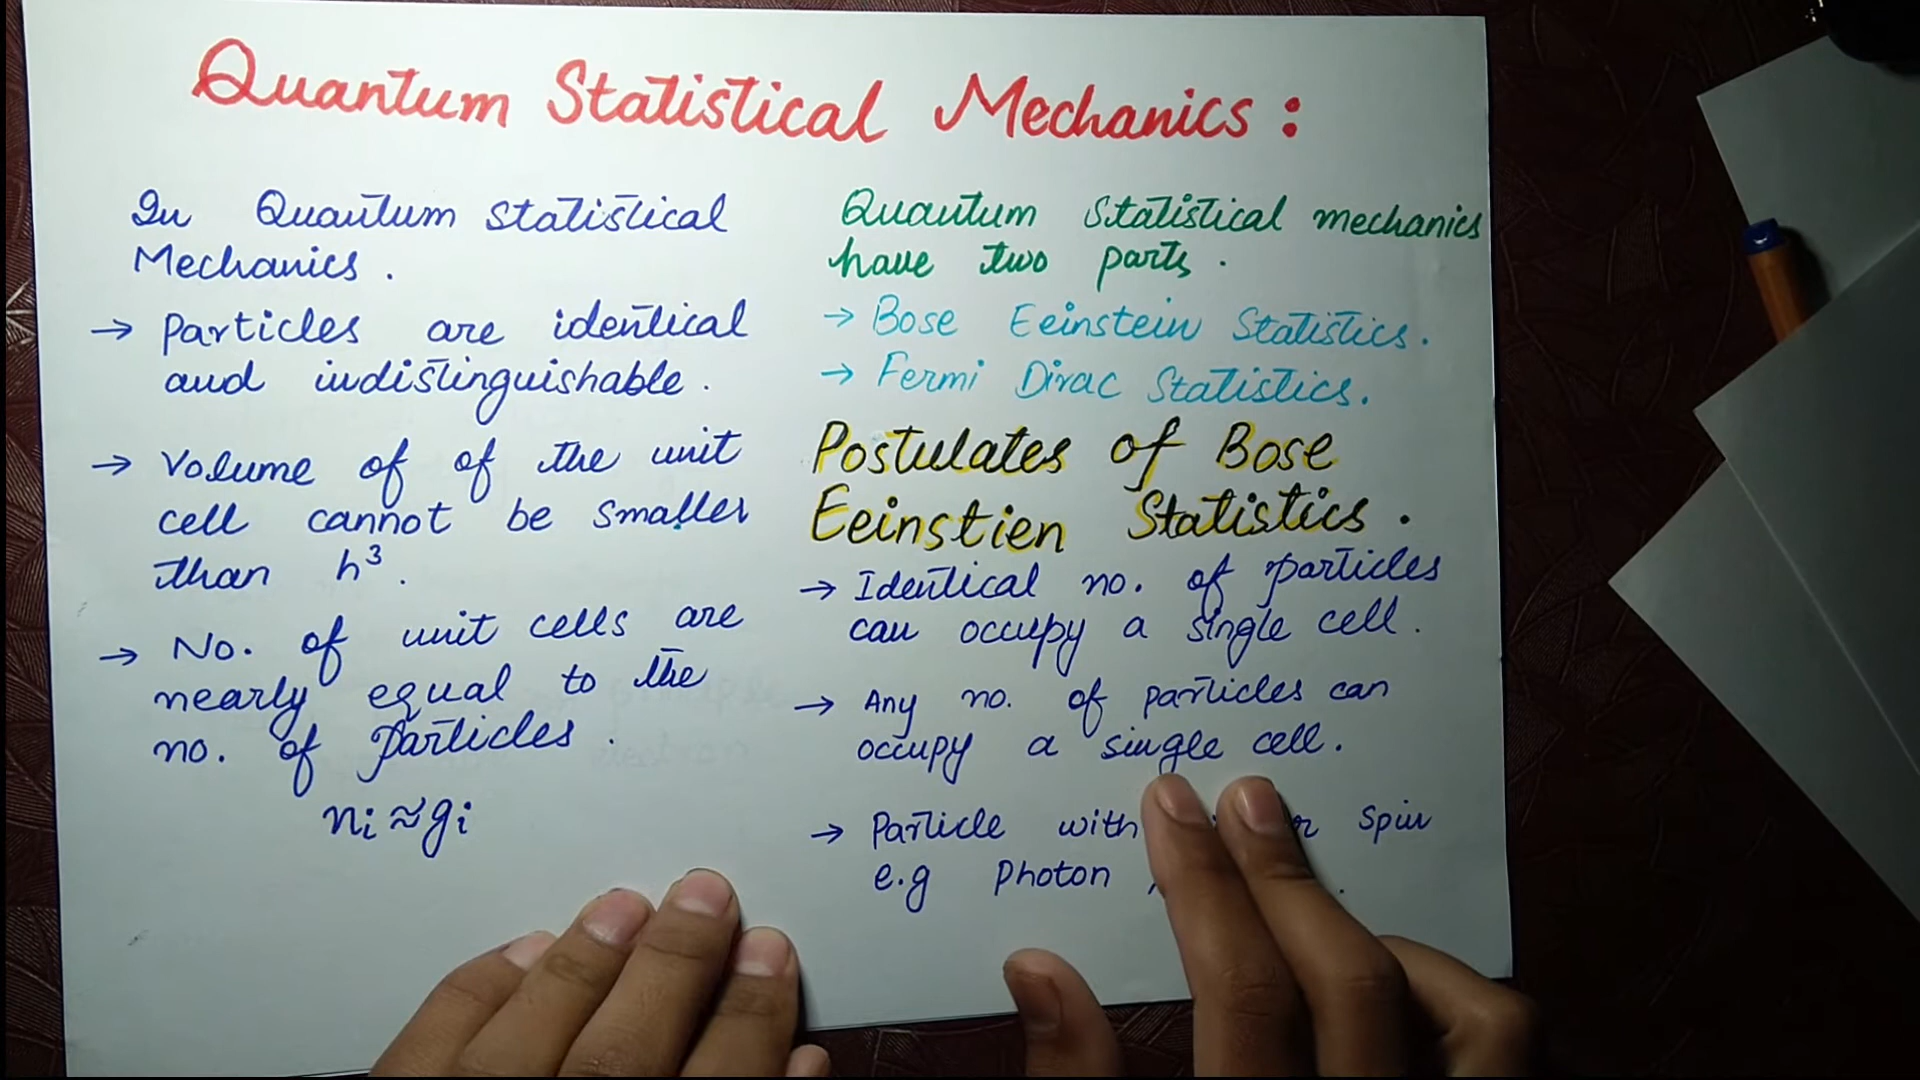 Quantum Statistical Mechanics:
In Quantum statistical
Mechanics.
→ Particles are identical
and indistinguishable.
→ Volume of of the unit
cell cannot be smaller
than h³.
→ No. of unit cells are
nearly equal to the
no. of particles.
nᵢ ≈ gᵢ
Quantum Statistical mechanics
have two parts.
→ Bose Eeinstein Statistics.
→ Fermi Dirac Statistics.
Postulates of Bose
Eeinstien Statistics.
→ Identical no. of particles
can occupy a single cell.
→ Any no. of particles can
occupy a single cell.
→ Particle with spin
e.g Photon